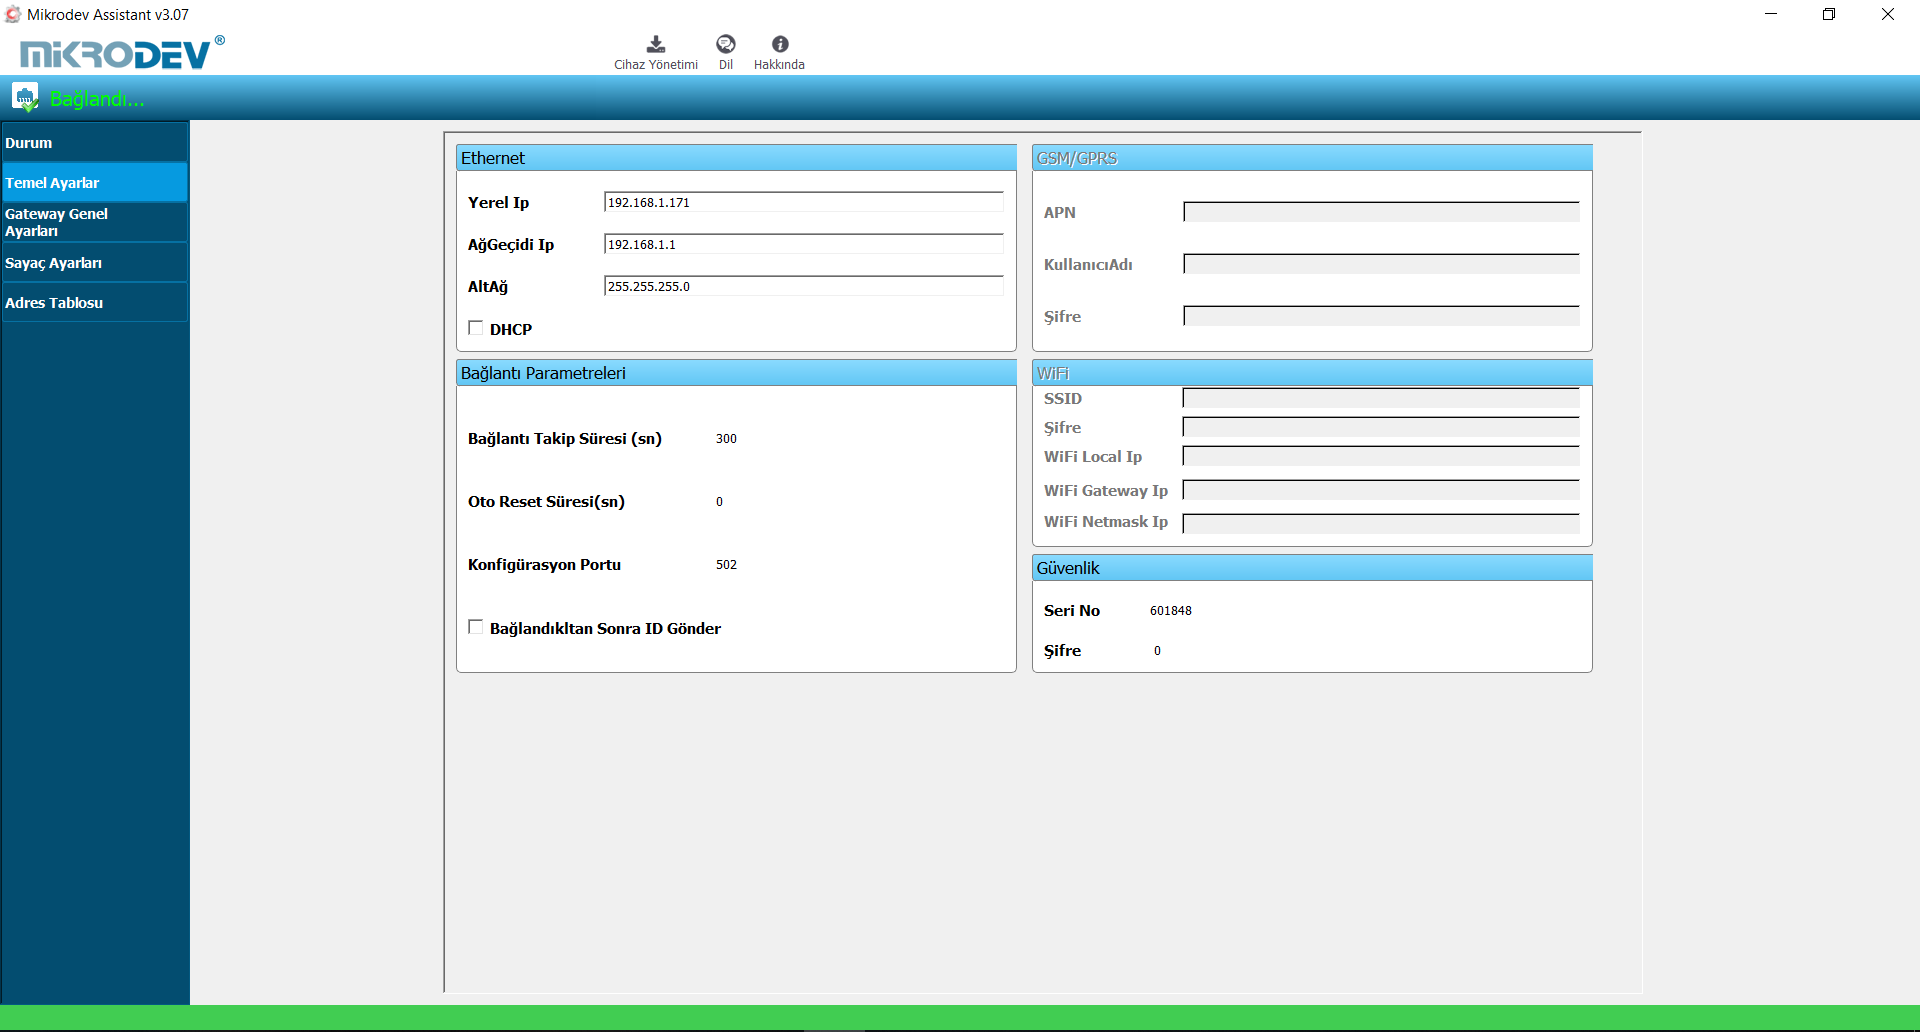 Mikrodev Assistant v3.07
MİKRODEV®
Cihaz Yönetimi
Dil
Hakkında
Bağlandı...
Durum
Temel Ayarlar
Gateway Genel
Ayarları
Sayaç Ayarları
Adres Tablosu
Ethernet
Yerel Ip 192.168.1.171
AğGeçidi Ip 192.168.1.1
AltAğ 255.255.255.0
DHCP
Bağlantı Parametreleri
Bağlantı Takip Süresi (sn) 300
Oto Reset Süresi(sn) 0
Konfigürasyon Portu 502
Bağlandıkltan Sonra ID Gönder
GSM/GPRS
APN
KullanıcıAdı
Şifre
WiFi
SSID
Şifre
WiFi Local Ip
WiFi Gateway Ip
WiFi Netmask Ip
Güvenlik
Seri No 601848
Şifre 0